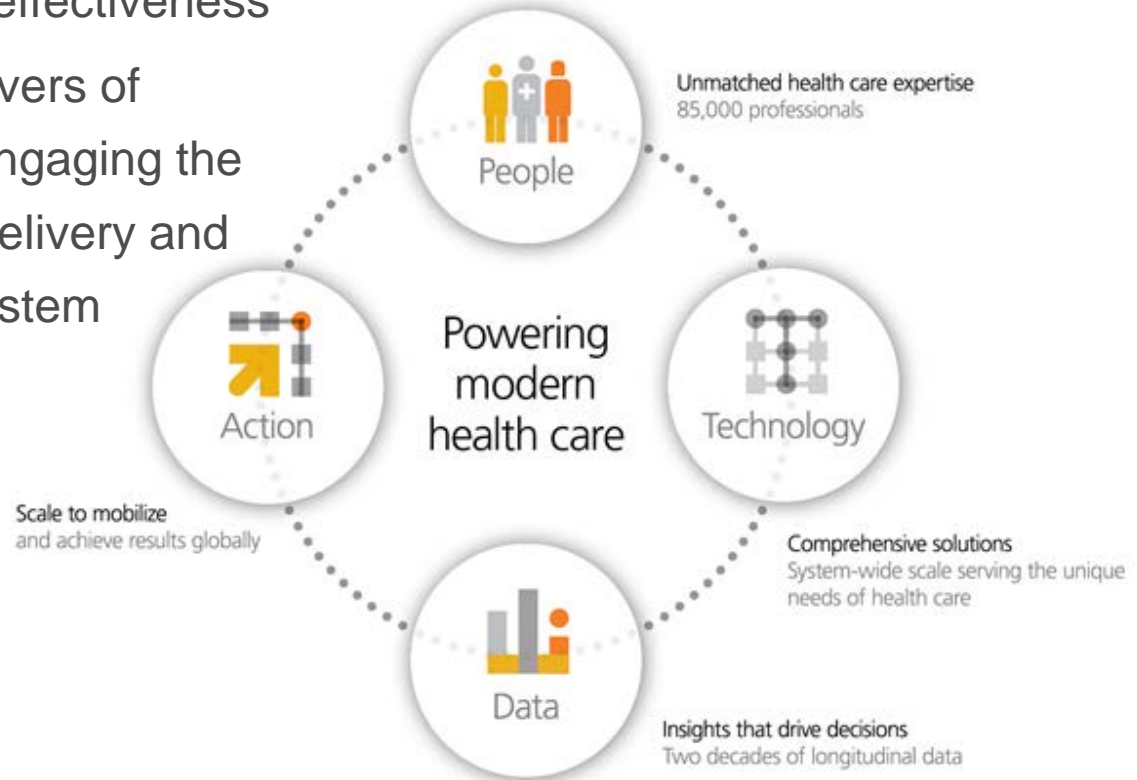 effectiveness
vers of
ngaging the
elivery and
stem
People
Unmatched health care expertise
85,000 professionals
Action
Powering
modern
health care
Technology
Scale to mobilize
and achieve results globally
Comprehensive solutions
System-wide scale serving the unique
needs of health care
Data
Insights that drive decisions
Two decades of longitudinal data